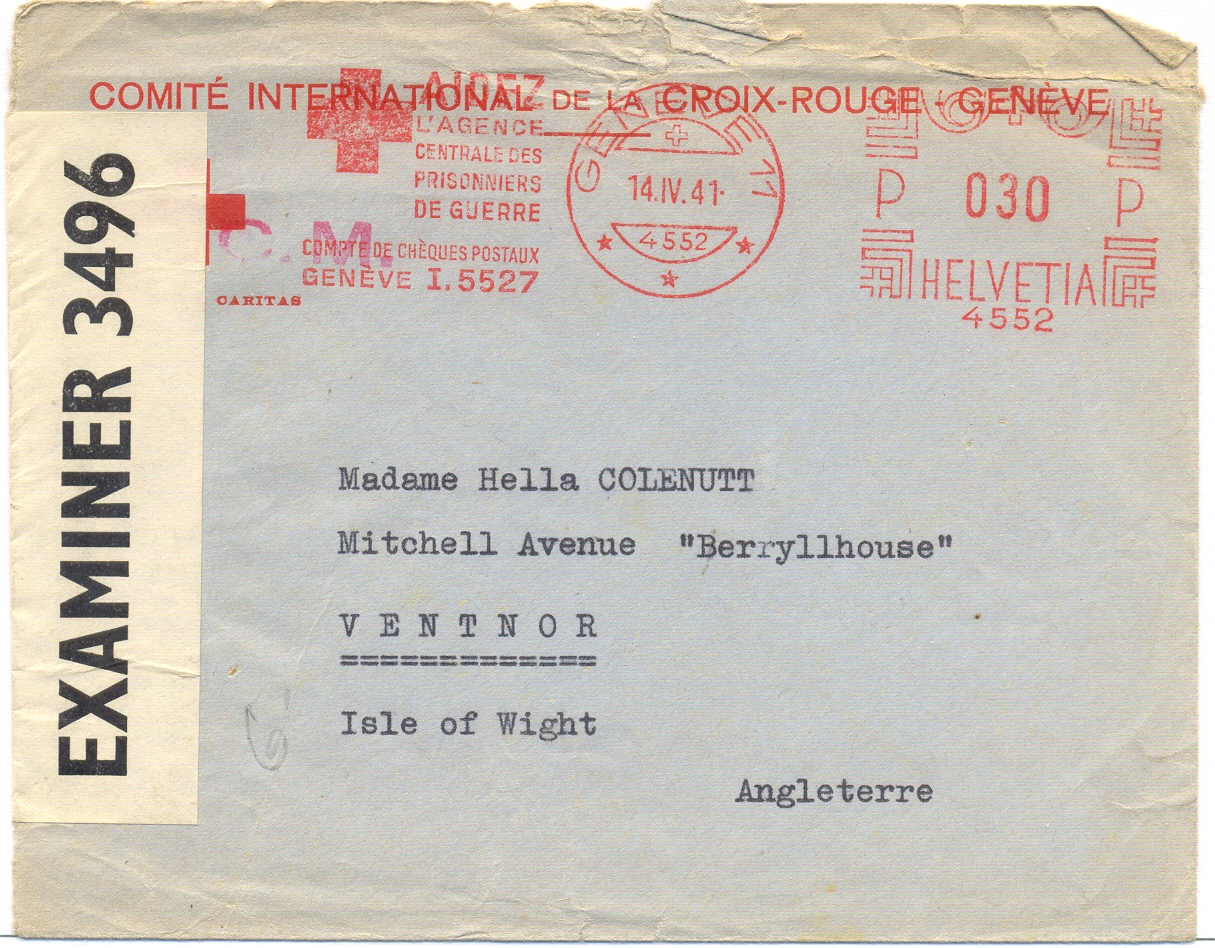 COMITÉ INTERNATIONAL DE LA CROIX-ROUGE - GENÈVE
AIDEZ
L'AGENCE
CENTRALE DES
PRISONNIERS
DE GUERRE
COMPTE DE CHÈQUES POSTAUX
GENÈVE I.5527
C. M.
CARITAS
GENÈVE 11
14.IV.41.
4552
P 030 P
HELVETIA
4552
EXAMINER 3496
Madame Hella COLENUTT
Mitchell Avenue "Berryllhouse"
V E N T N O R
=============
Isle of Wight
Angleterre